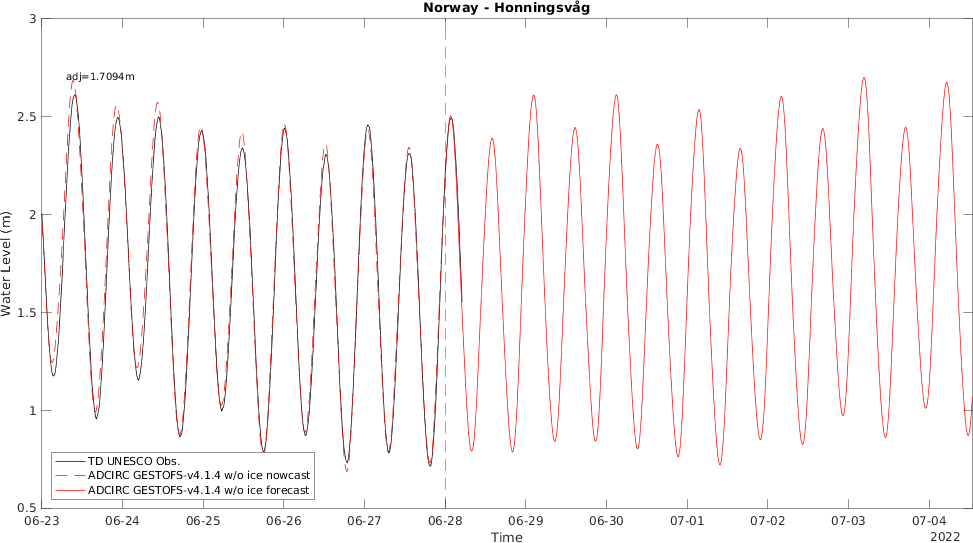 Norway - Honningsvåg
adj=1.7094m
Water Level (m)
3
2.5
2
1.5
1
0.5
TD UNESCO Obs.
ADCIRC GESTOFS-v4.1.4 w/o ice nowcast
ADCIRC GESTOFS-v4.1.4 w/o ice forecast
06-23 06-24 06-25 06-26 06-27 06-28 06-29 06-30 07-01 07-02 07-03 07-04
Time
2022